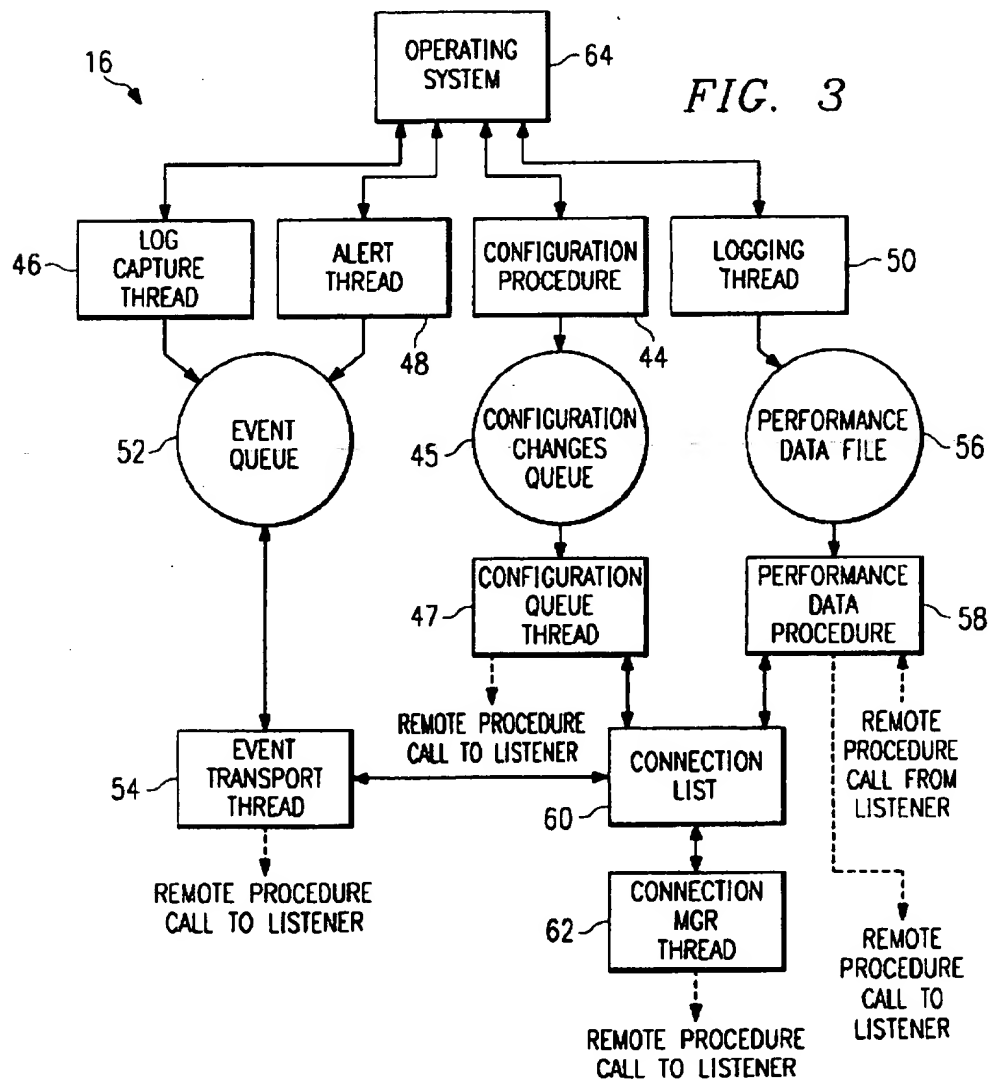 OPERATING
SYSTEM
64
16
FIG. 3
46
LOG
CAPTURE
THREAD
ALERT
THREAD
48
CONFIGURATION
PROCEDURE
44
LOGGING
THREAD
50
52
EVENT
QUEUE
45
CONFIGURATION
CHANGES
QUEUE
PERFORMANCE
DATA FILE
56
47
CONFIGURATION
QUEUE
THREAD
PERFORMANCE
DATA
PROCEDURE
58
REMOTE PROCEDURE
CALL TO LISTENER
REMOTE
PROCEDURE
CALL FROM
LISTENER
54
EVENT
TRANSPORT
THREAD
60
CONNECTION
LIST
REMOTE PROCEDURE
CALL TO LISTENER
62
CONNECTION
MGR
THREAD
REMOTE
PROCEDURE
CALL TO
LISTENER
REMOTE PROCEDURE
CALL TO LISTENER